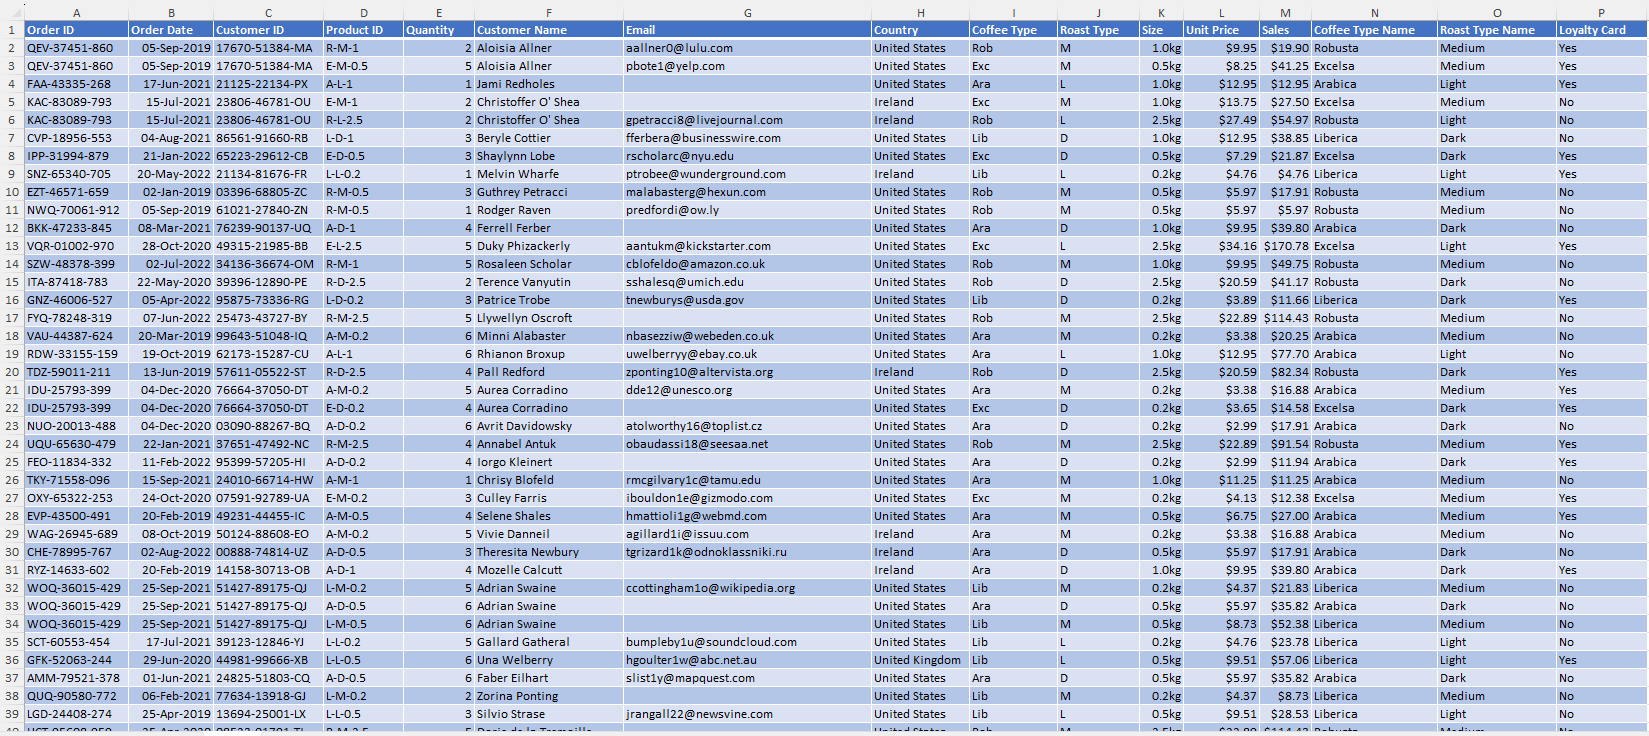 A B C D E F G H I J K L M N O P
1 Order ID Order Date Customer ID Product ID Quantity Customer Name Email Country Coffee Type Roast Type Size Unit Price Sales Coffee Type Name Roast Type Name Loyalty Card
2 QEV-37451-860 05-Sep-2019 17670-51384-MA R-M-1 2 Aloisia Allner aallner0@lulu.com United States Rob M 1.0kg $9.95 $19.90 Robusta Medium Yes
3 QEV-37451-860 05-Sep-2019 17670-51384-MA E-M-0.5 5 Aloisia Allner pbote1@yelp.com United States Exc M 0.5kg $8.25 $41.25 Excelsa Medium Yes
4 FAA-43335-268 17-Jun-2021 21125-22134-PX A-L-1 1 Jami Redholes United States Ara L 1.0kg $12.95 $12.95 Arabica Light Yes
5 KAC-83089-793 15-Jul-2021 23806-46781-OU E-M-1 2 Christoffer O' Shea Ireland Exc M 1.0kg $13.75 $27.50 Excelsa Medium No
6 KAC-83089-793 15-Jul-2021 23806-46781-OU R-L-2.5 2 Christoffer O' Shea gpetracci8@livejournal.com Ireland Rob L 2.5kg $27.49 $54.97 Robusta Light No
7 CVP-18956-553 04-Aug-2021 86561-91660-RB L-D-1 3 Beryle Cottier fferbera@businesswire.com United States Lib D 1.0kg $12.95 $38.85 Liberica Dark No
8 IPP-31994-879 21-Jan-2022 65223-29612-CB E-D-0.5 3 Shaylynn Lobe rscholarc@nyu.edu United States Exc D 0.5kg $7.29 $21.87 Excelsa Dark Yes
9 SNZ-65340-705 20-May-2022 21134-81676-FR L-L-0.2 1 Melvin Wharfe ptrobee@wunderground.com Ireland Lib L 0.2kg $4.76 $4.76 Liberica Light Yes
10 EZT-46571-659 02-Jan-2019 03396-68805-ZC R-M-0.5 3 Guthrey Petracci malabasterg@hexun.com United States Rob M 0.5kg $5.97 $17.91 Robusta Medium No
11 NWQ-70061-912 05-Sep-2019 61021-27840-ZN R-M-0.5 1 Rodger Raven predfordi@ow.ly United States Rob M 0.5kg $5.97 $5.97 Robusta Medium No
12 BKK-47233-845 08-Mar-2021 76239-90137-UQ A-D-1 4 Ferrell Ferber United States Ara D 1.0kg $9.95 $39.80 Arabica Dark No
13 VQR-01002-970 28-Oct-2020 49315-21985-BB E-L-2.5 5 Duky Phizackerly aantukm@kickstarter.com United States Exc L 2.5kg $34.16 $170.78 Excelsa Light Yes
14 SZW-48378-399 02-Jul-2022 34136-36674-OM R-M-1 5 Rosaleen Scholar cblofeldo@amazon.co.uk United States Rob M 1.0kg $9.95 $49.75 Robusta Medium No
15 ITA-87418-783 22-May-2020 39396-12890-PE R-D-2.5 2 Terence Vanyutin sshalesq@umich.edu United States Rob D 2.5kg $20.59 $41.17 Robusta Dark No
16 GNZ-46006-527 05-Apr-2022 95875-73336-RG L-D-0.2 3 Patrice Trobe tnewburys@usda.gov United States Lib D 0.2kg $3.89 $11.66 Liberica Dark Yes
17 FYQ-78248-319 07-Jun-2022 25473-43727-BY R-M-2.5 5 Llywellyn Oscroft United States Rob M 2.5kg $22.89 $114.43 Robusta Medium No
18 VAU-44387-624 20-Mar-2019 99643-51048-IQ A-M-0.2 6 Minni Alabaster nbasezziw@webeden.co.uk United States Ara M 0.2kg $3.38 $20.25 Arabica Medium No
19 RDW-33155-159 19-Oct-2019 62173-15287-CU A-L-1 6 Rhianon Broxup uwelberryy@ebay.co.uk United States Ara L 1.0kg $12.95 $77.70 Arabica Light No
20 TDZ-59011-211 13-Jun-2019 57611-05522-ST R-D-2.5 4 Pall Redford zponting10@altervista.org Ireland Rob D 2.5kg $20.59 $82.34 Robusta Dark Yes
21 IDU-25793-399 04-Dec-2020 76664-37050-DT A-M-0.2 5 Aurea Corradino dde12@unesco.org United States Ara M 0.2kg $3.38 $16.88 Arabica Medium Yes
22 IDU-25793-399 04-Dec-2020 76664-37050-DT E-D-0.2 4 Aurea Corradino United States Exc D 0.2kg $3.65 $14.58 Excelsa Dark Yes
23 NUO-20013-488 04-Dec-2020 03090-88267-BQ A-D-0.2 6 Avrit Davidowsky atolworthy16@toplist.cz United States Ara D 0.2kg $2.99 $17.91 Arabica Dark No
24 UQU-65630-479 22-Jan-2021 37651-47492-NC R-M-2.5 4 Annabel Antuk obaudassi18@seesaa.net United States Rob M 2.5kg $22.89 $91.54 Robusta Medium Yes
25 FEO-11834-332 11-Feb-2022 95399-57205-HI A-D-0.2 4 Iorgo Kleinert United States Ara D 0.2kg $2.99 $11.94 Arabica Dark Yes
26 TKY-71558-096 15-Sep-2021 24010-66714-HW A-M-1 1 Chrisy Blofeld rmcgilvary1c@tamu.edu United States Ara M 1.0kg $11.25 $11.25 Arabica Medium No
27 OXY-65322-253 24-Oct-2020 07591-92789-UA E-M-0.2 3 Culley Farris ibouldon1e@gizmodo.com United States Exc M 0.2kg $4.13 $12.38 Excelsa Medium Yes
28 EVP-43500-491 20-Feb-2019 49231-44455-IC A-M-0.5 4 Selene Shales hmattioli1g@webmd.com United States Ara M 0.5kg $6.75 $27.00 Arabica Medium Yes
29 WAG-26945-689 08-Oct-2019 50124-88608-EO A-M-0.2 5 Vivie Danneil agillard1i@issuu.com Ireland Ara M 0.2kg $3.38 $16.88 Arabica Medium No
30 CHE-78995-767 02-Aug-2022 00888-74814-UZ A-D-0.5 3 Theresita Newbury tgrizard1k@odnoklassniki.ru Ireland Ara D 0.5kg $5.97 $17.91 Arabica Dark No
31 RYZ-14633-602 20-Feb-2019 14158-30713-OB A-D-1 4 Mozelle Calcutt Ireland Ara D 1.0kg $9.95 $39.80 Arabica Dark Yes
32 WOQ-36015-429 25-Sep-2021 51427-89175-QJ L-M-0.2 5 Adrian Swaine ccottingham1o@wikipedia.org United States Lib M 0.2kg $4.37 $21.83 Liberica Medium No
33 WOQ-36015-429 25-Sep-2021 51427-89175-QJ A-D-0.5 6 Adrian Swaine United States Ara D 0.5kg $5.97 $35.82 Arabica Dark No
34 WOQ-36015-429 25-Sep-2021 51427-89175-QJ L-M-0.5 6 Adrian Swaine United States Lib M 0.5kg $8.73 $52.38 Liberica Medium No
35 SCT-60553-454 17-Jul-2021 39123-12846-YJ L-L-0.2 5 Gallard Gatheral bumpleby1u@soundcloud.com United States Lib L 0.2kg $4.76 $23.78 Liberica Light No
36 GFK-52063-244 29-Jun-2020 44981-99666-XB L-L-0.5 6 Una Welberry hgoulter1w@abc.net.au United Kingdom Lib L 0.5kg $9.51 $57.06 Liberica Light Yes
37 AMM-79521-378 01-Jun-2021 24825-51803-CQ A-D-0.5 6 Faber Eilhart slist1y@mapquest.com United States Ara D 0.5kg $5.97 $35.82 Arabica Dark No
38 QUQ-90580-772 06-Feb-2021 77634-13918-GJ L-M-0.2 2 Zorina Ponting United States Lib M 0.2kg $4.37 $8.73 Liberica Medium No
39 LGD-24408-274 25-Apr-2019 13694-25001-LX L-L-0.5 3 Silvio Strase jrangall22@newsvine.com United States Lib L 0.5kg $9.51 $28.53 Liberica Light No